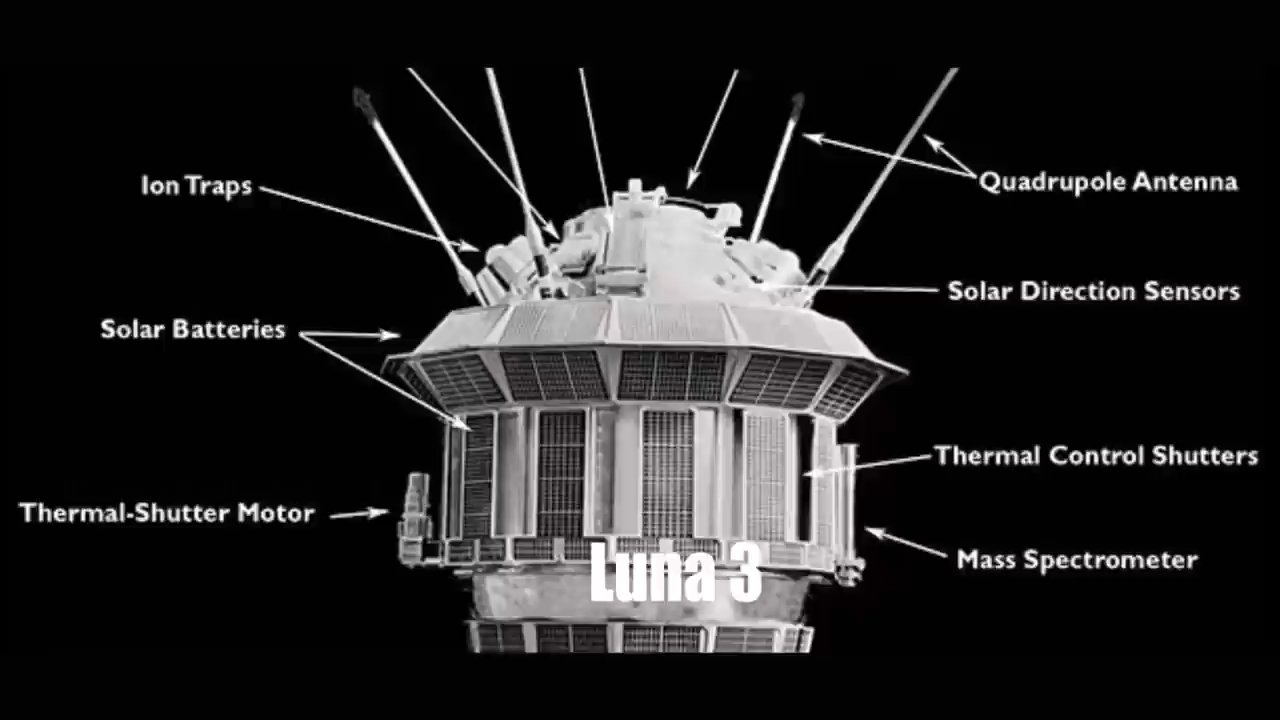 Ion Traps
Quadrupole Antenna
Solar Direction Sensors
Solar Batteries
Thermal Control Shutters
Thermal-Shutter Motor
Mass Spectrometer
Luna 3